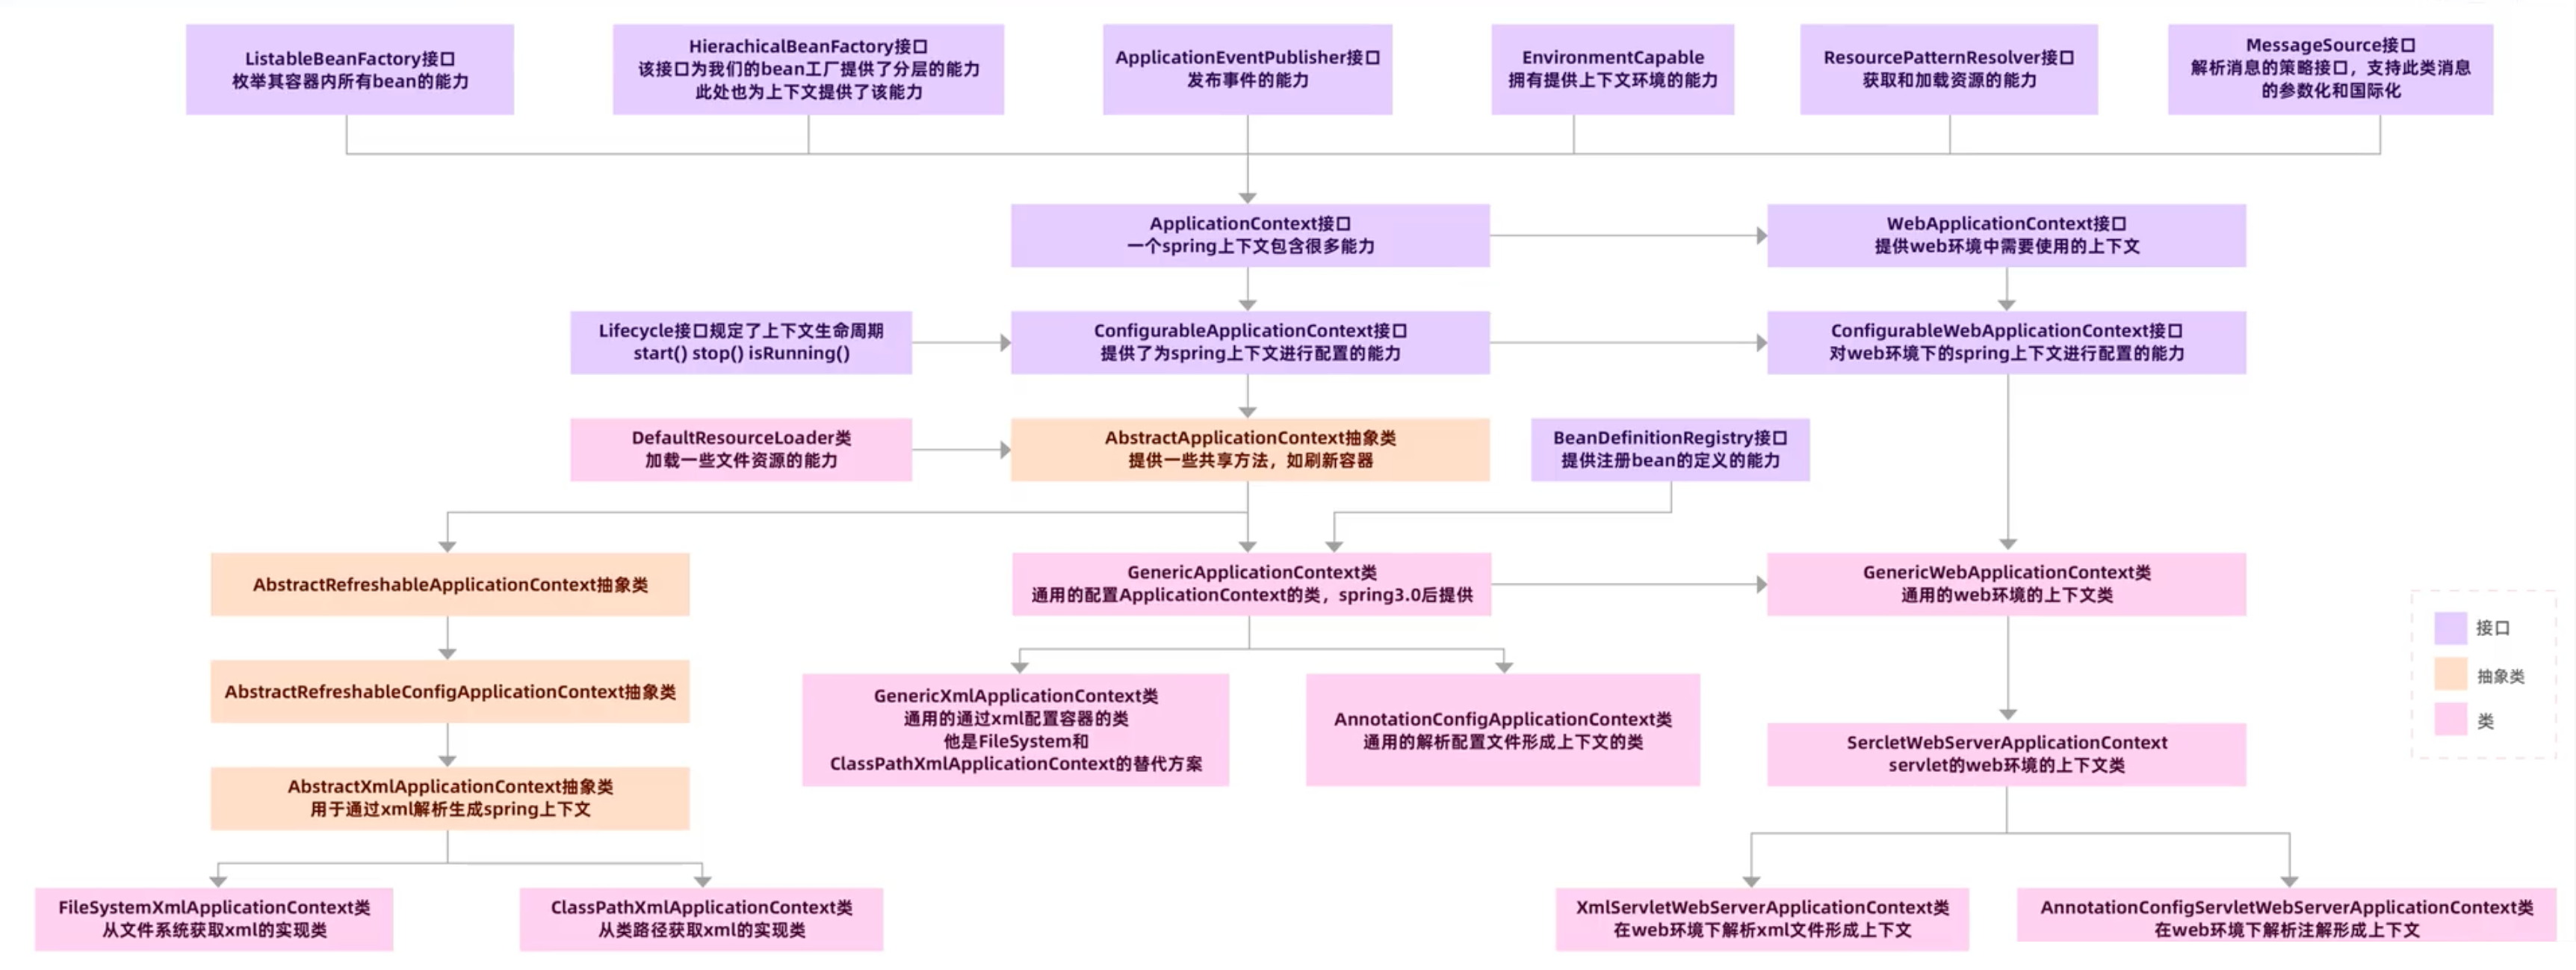 ListableBeanFactory接口
枚举其容器内所有bean的能力
HierachicalBeanFactory接口
该接口为我们的bean工厂提供了分层的能力
此处也为上下文提供了该能力
ApplicationEventPublisher接口
发布事件的能力
EnvironmentCapable
拥有提供上下文环境的能力
ResourcePatternResolver接口
获取和加载资源的能力
MessageSource接口
解析消息的策略接口，支持此类消息
的参数化和国际化
ApplicationContext接口
一个spring上下文包含很多能力
WebApplicationContext接口
提供web环境中需要使用的上下文
Lifecycle接口规定了上下文生命周期
start() stop() isRunning()
ConfigurableApplicationContext接口
提供了为spring上下文进行配置的能力
ConfigurableWebApplicationContext接口
对web环境下的spring上下文进行配置的能力
DefaultResourceLoader类
加载一些文件资源的能力
AbstractApplicationContext抽象类
提供一些共享方法，如刷新容器
BeanDefinitionRegistry接口
提供注册bean的定义的能力
AbstractRefreshableApplicationContext抽象类
GenericApplicationContext类
通用的配置ApplicationContext的类，spring3.0后提供
GenericWebApplicationContext类
通用的web环境的上下文类
AbstractRefreshableConfigApplicationContext抽象类
GenericXmlApplicationContext类
通用的通过xml配置容器的类
他是FileSystem和
ClassPathXmlApplicationContext的替代方案
AnnotationConfigApplicationContext类
通用的解析配置文件形成上下文的类
SercletWebServerApplicationContext
servlet的web环境的上下文类
AbstractXmlApplicationContext抽象类
用于通过xml解析生成spring上下文
FileSystemXmlApplicationContext类
从文件系统获取xml的实现类
ClassPathXmlApplicationContext类
从类路径获取xml的实现类
XmlServletWebServerApplicationContext类
在web环境下解析xml文件形成上下文
AnnotationConfigServletWebServerApplicationContext类
在web环境下解析注解形成上下文
接口
抽象类
类